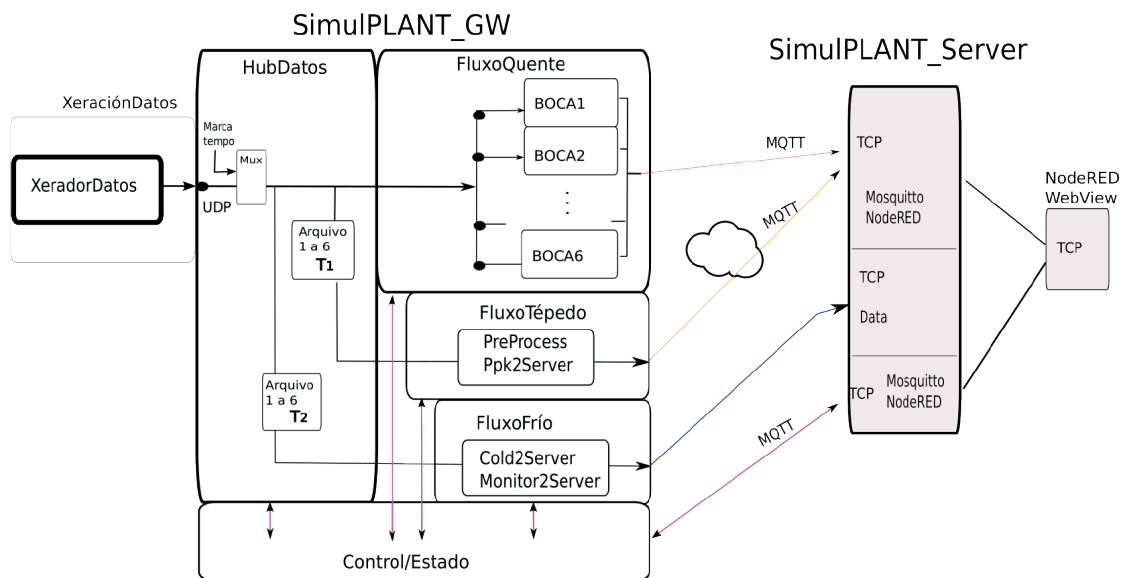 SimulPLANT_GW
SimulPLANT_Server
XeraciónDatos
XeradorDatos
HubDatos
Marca
tempo
Mux
UDP
Arquivo
1 a 6
T1
Arquivo
1 a 6
T2
FluxoQuente
BOCA1
BOCA2
BOCA6
FluxoTépedo
PreProcess
Ppk2Server
FluxoFrío
Cold2Server
Monitor2Server
Control/Estado
MQTT
MQTT
MQTT
TCP
Mosquitto
NodeRED
TCP
Data
TCP
Mosquitto
NodeRED
NodeRED
WebView
TCP